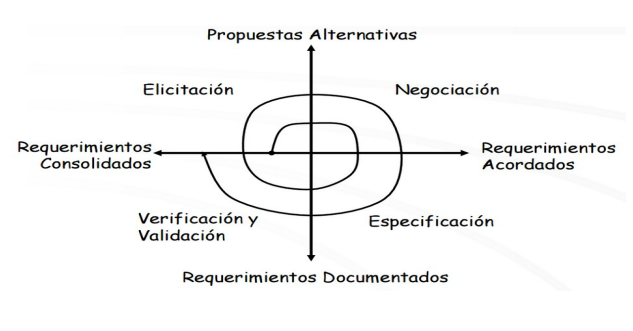 Propuestas Alternativas
Elicitación
Negociación
Requerimientos
Consolidados
Requerimientos
Acordados
Verificación y
Validación
Especificación
Requerimientos Documentados